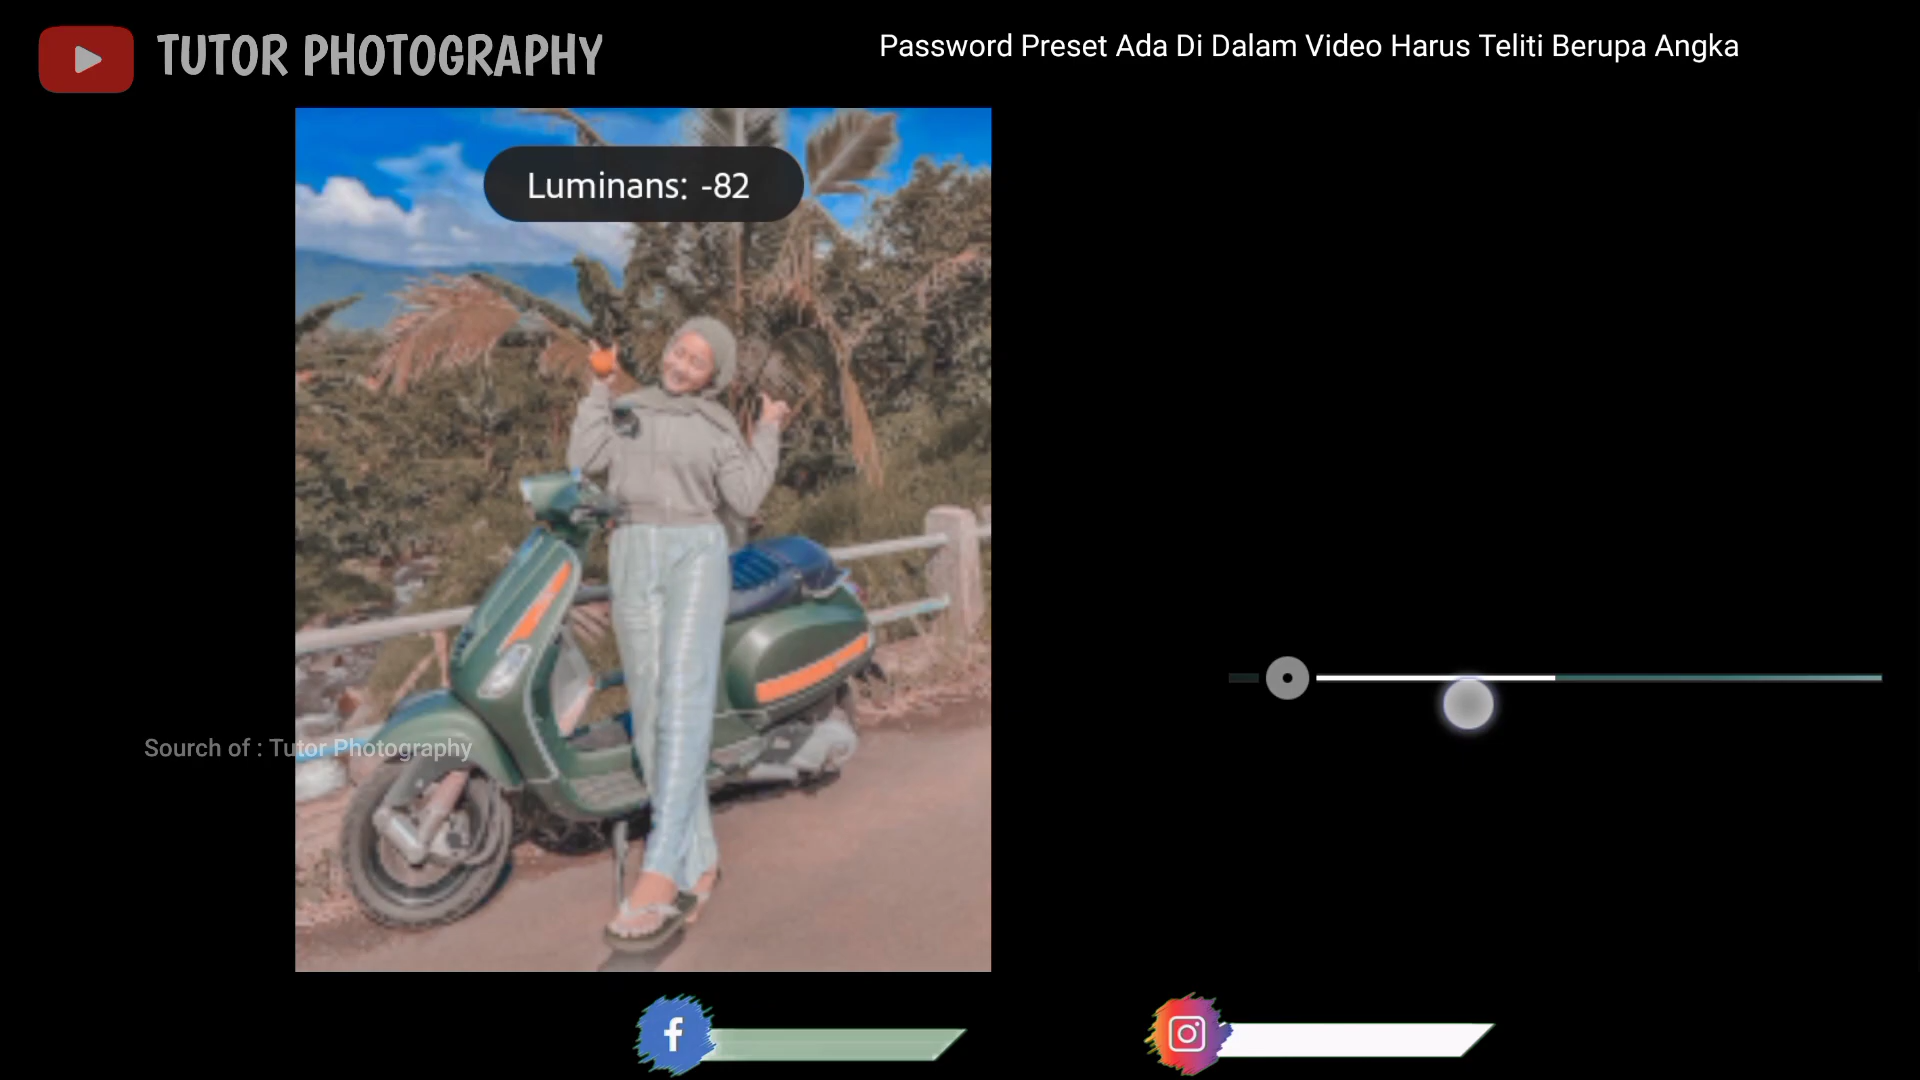 TUTOR PHOTOGRAPHY
Password Preset Ada Di Dalam Video Harus Teliti Berupa Angka
Luminans: -82
Sourch of : Tutor Photography